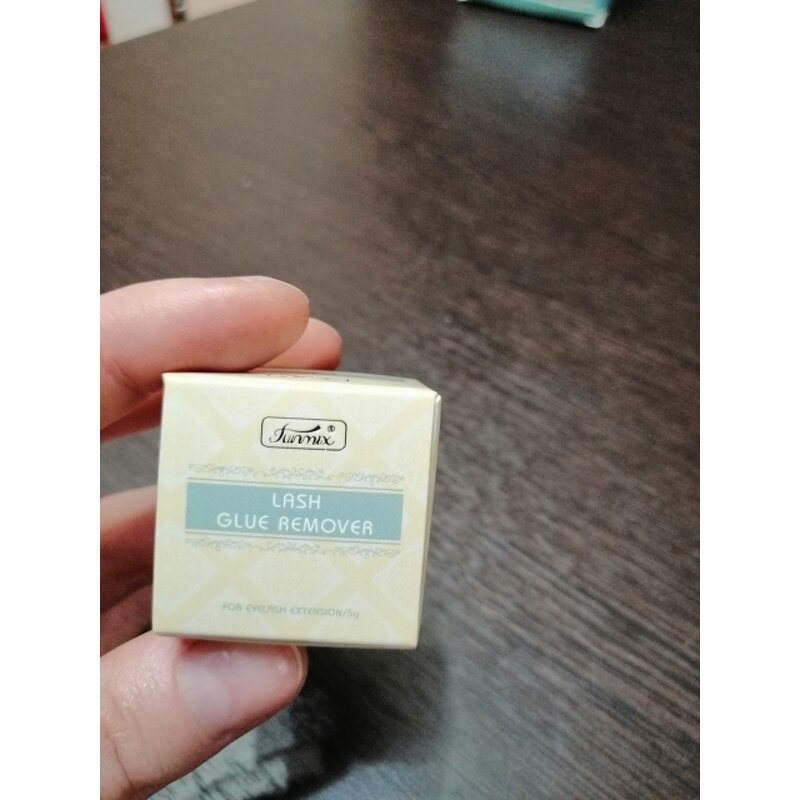 Funmix®
LASH
GLUE REMOVER
FOR EYELASH EXTENSION/5g